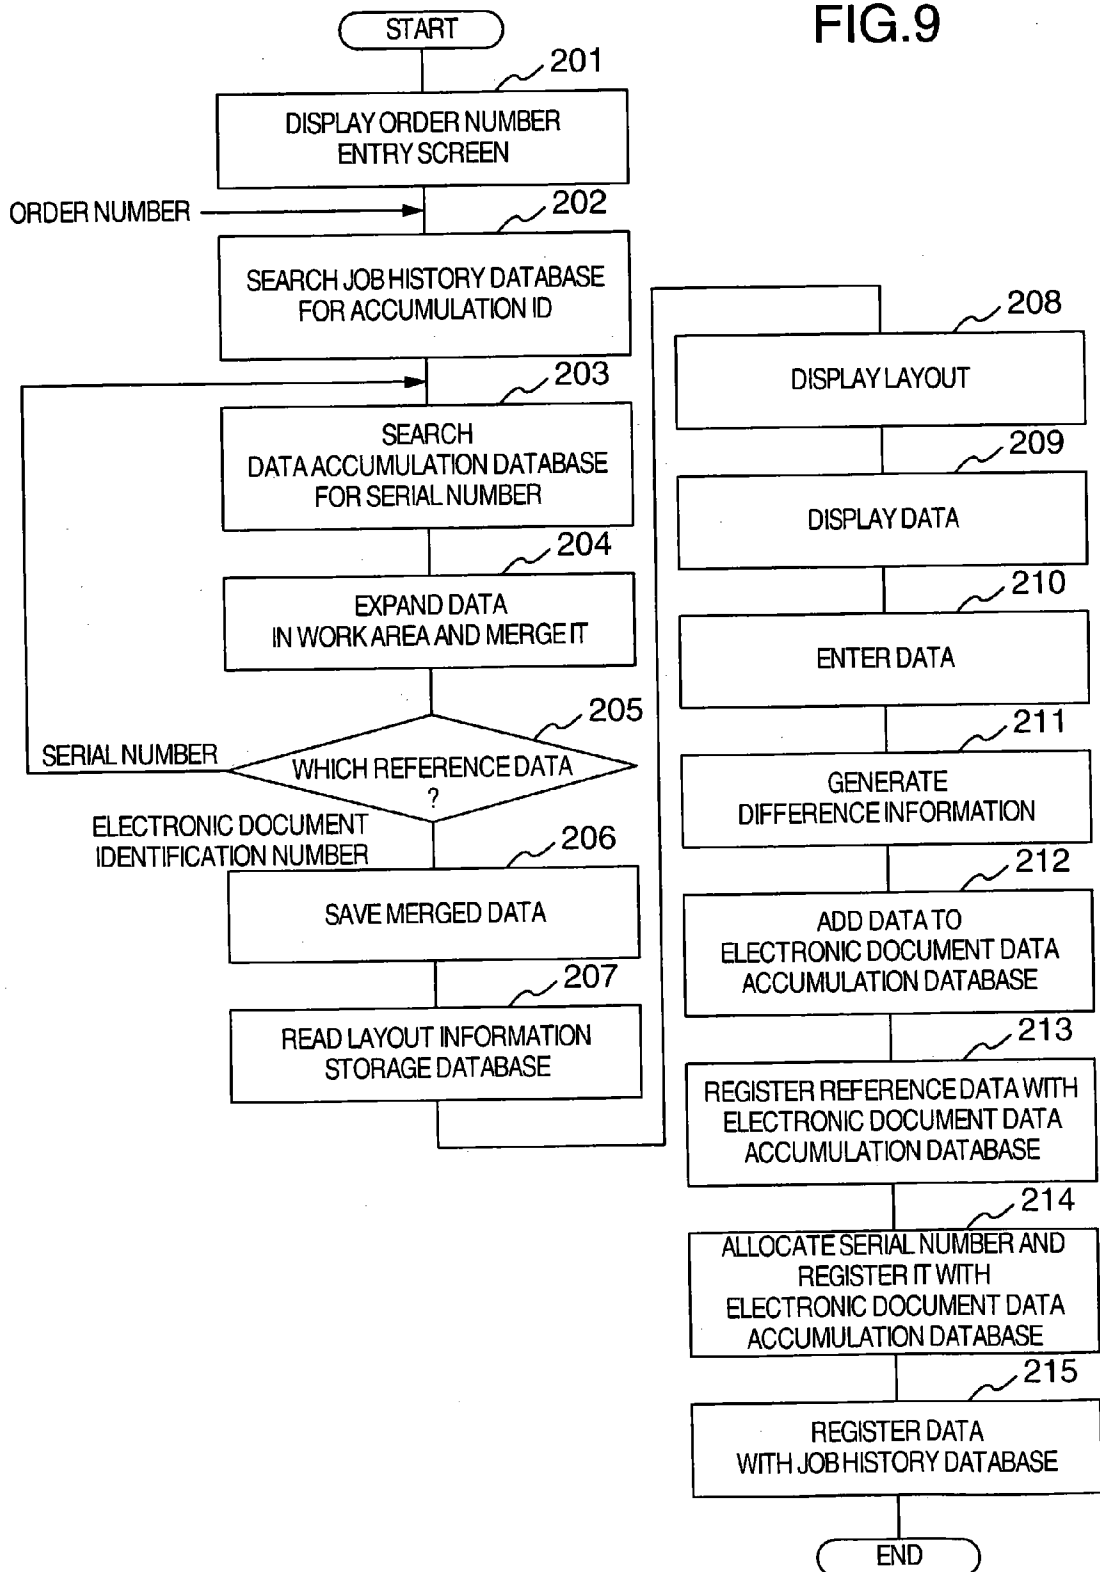 FIG.9
START
201
DISPLAY ORDER NUMBER
ENTRY SCREEN
ORDER NUMBER
202
SEARCH JOB HISTORY DATABASE
FOR ACCUMULATION ID
203
SEARCH
DATA ACCUMULATION DATABASE
FOR SERIAL NUMBER
204
EXPAND DATA
IN WORK AREA AND MERGE IT
205
SERIAL NUMBER
WHICH REFERENCE DATA
?
ELECTRONIC DOCUMENT
IDENTIFICATION NUMBER
206
SAVE MERGED DATA
207
READ LAYOUT INFORMATION
STORAGE DATABASE
208
DISPLAY LAYOUT
209
DISPLAY DATA
210
ENTER DATA
211
GENERATE
DIFFERENCE INFORMATION
212
ADD DATA TO
ELECTRONIC DOCUMENT DATA
ACCUMULATION DATABASE
213
REGISTER REFERENCE DATA WITH
ELECTRONIC DOCUMENT DATA
ACCUMULATION DATABASE
214
ALLOCATE SERIAL NUMBER AND
REGISTER IT WITH
ELECTRONIC DOCUMENT DATA
ACCUMULATION DATABASE
215
REGISTER DATA
WITH JOB HISTORY DATABASE
END